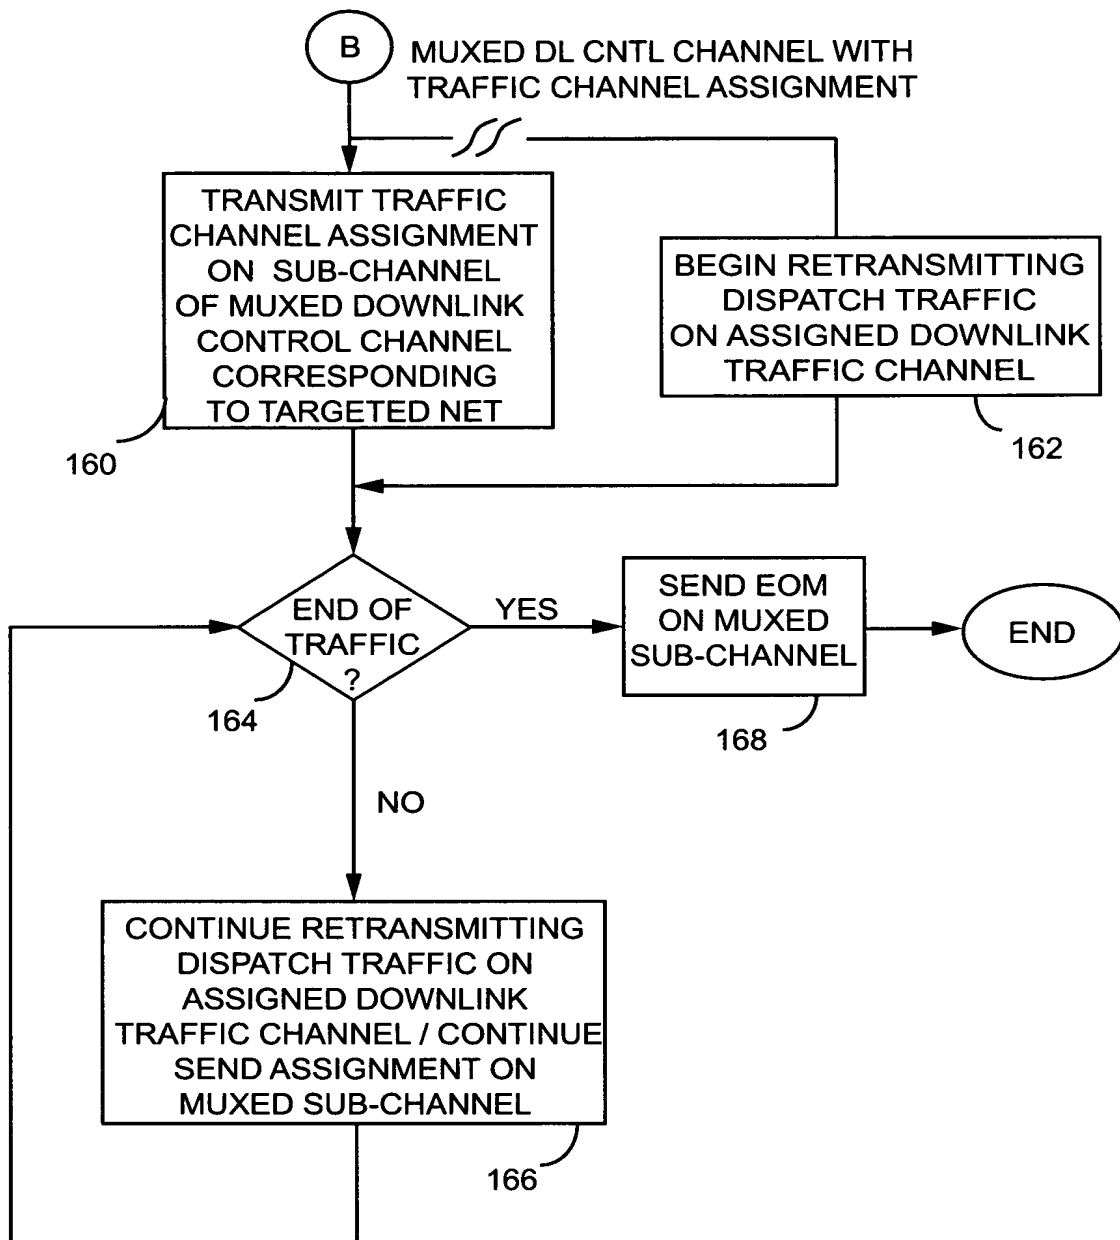 B
MUXED DL CNTL CHANNEL WITH
TRAFFIC CHANNEL ASSIGNMENT
TRANSMIT TRAFFIC
CHANNEL ASSIGNMENT
ON SUB-CHANNEL
OF MUXED DOWNLINK
CONTROL CHANNEL
CORRESPONDING
TO TARGETED NET
160
BEGIN RETRANSMITTING
DISPATCH TRAFFIC
ON ASSIGNED DOWNLINK
TRAFFIC CHANNEL
162
END OF
TRAFFIC
?
164
YES
SEND EOM
ON MUXED
SUB-CHANNEL
168
END
NO
CONTINUE RETRANSMITTING
DISPATCH TRAFFIC ON
ASSIGNED DOWNLINK
TRAFFIC CHANNEL / CONTINUE
SEND ASSIGNMENT ON
MUXED SUB-CHANNEL
166